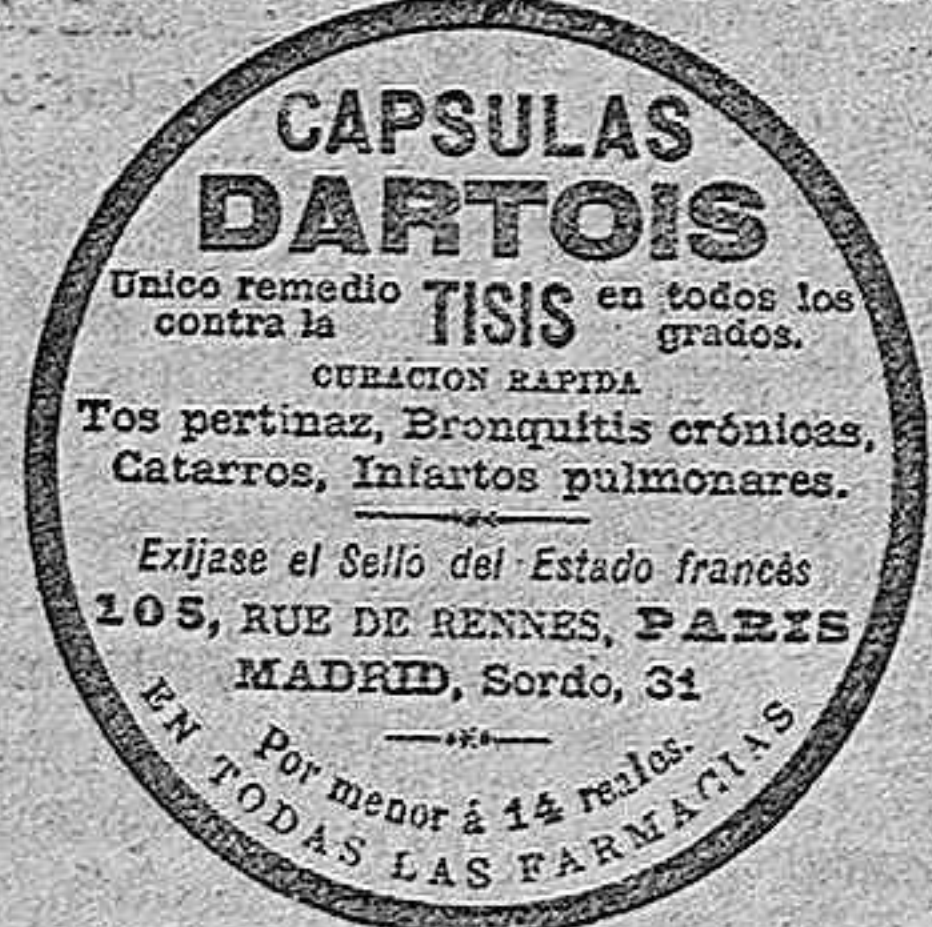 CAPSULAS
DARTOIS
Unico remedio contra la TISIS en todos los grados.
CURACION RAPIDA
Tos pertinaz, Bronquitis crónicas,
Catarros, Infartos pulmonares.
Exijase el Sello del Estado francés
105, RUE DE RENNES, PARIS
MADRID, Sordo, 31
Por menor á 14 reales.
EN TODAS LAS FARMACIAS